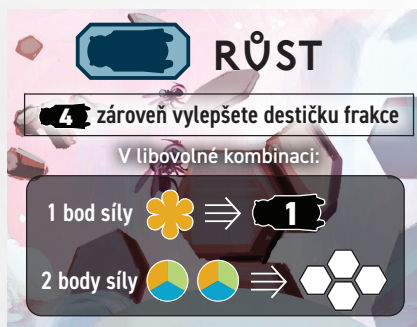 RŮST
4 zároveň vylepšete destičku frakce
V libovolné kombinaci:
1 bod síly 1
2 body síly